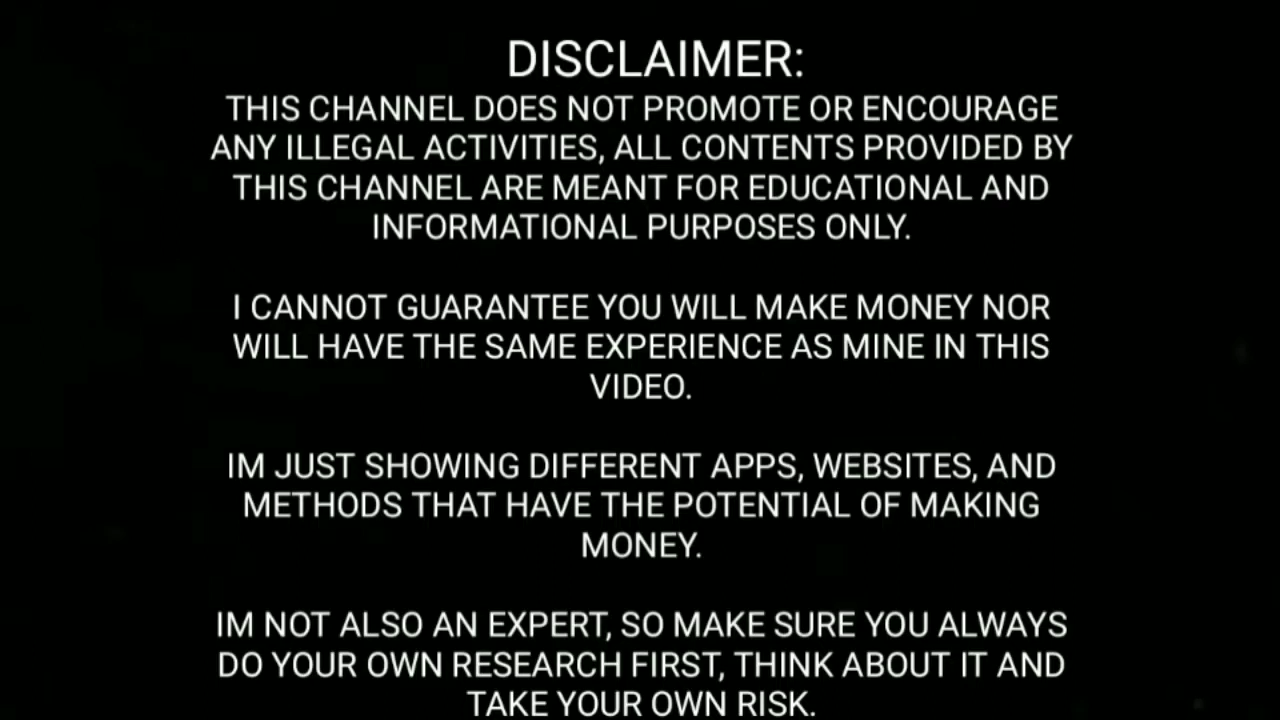 DISCLAIMER:
THIS CHANNEL DOES NOT PROMOTE OR ENCOURAGE
ANY ILLEGAL ACTIVITIES, ALL CONTENTS PROVIDED BY
THIS CHANNEL ARE MEANT FOR EDUCATIONAL AND
INFORMATIONAL PURPOSES ONLY.
I CANNOT GUARANTEE YOU WILL MAKE MONEY NOR
WILL HAVE THE SAME EXPERIENCE AS MINE IN THIS
VIDEO.
IM JUST SHOWING DIFFERENT APPS, WEBSITES, AND
METHODS THAT HAVE THE POTENTIAL OF MAKING
MONEY.
IM NOT ALSO AN EXPERT, SO MAKE SURE YOU ALWAYS
DO YOUR OWN RESEARCH FIRST, THINK ABOUT IT AND
TAKE YOUR OWN RISK.